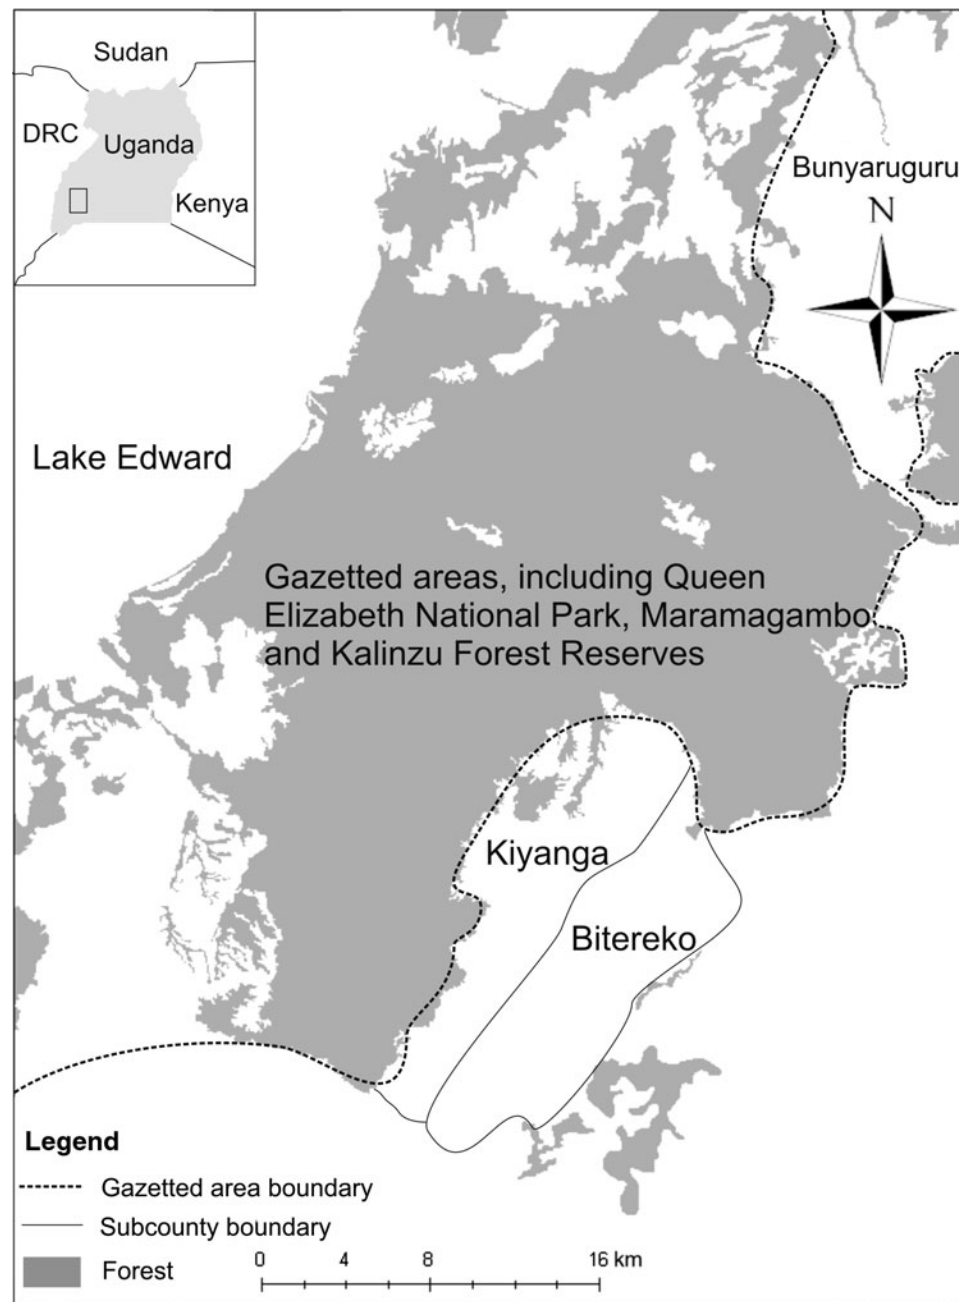 Sudan
DRC
Uganda
Kenya
Bunyaruguru
N
Lake Edward
Gazetted areas, including Queen
Elizabeth National Park, Maramagambo
and Kalinzu Forest Reserves
Kiyanga
Bitereko
Legend
Gazetted area boundary
Subcounty boundary
Forest
0 4 8 16 km